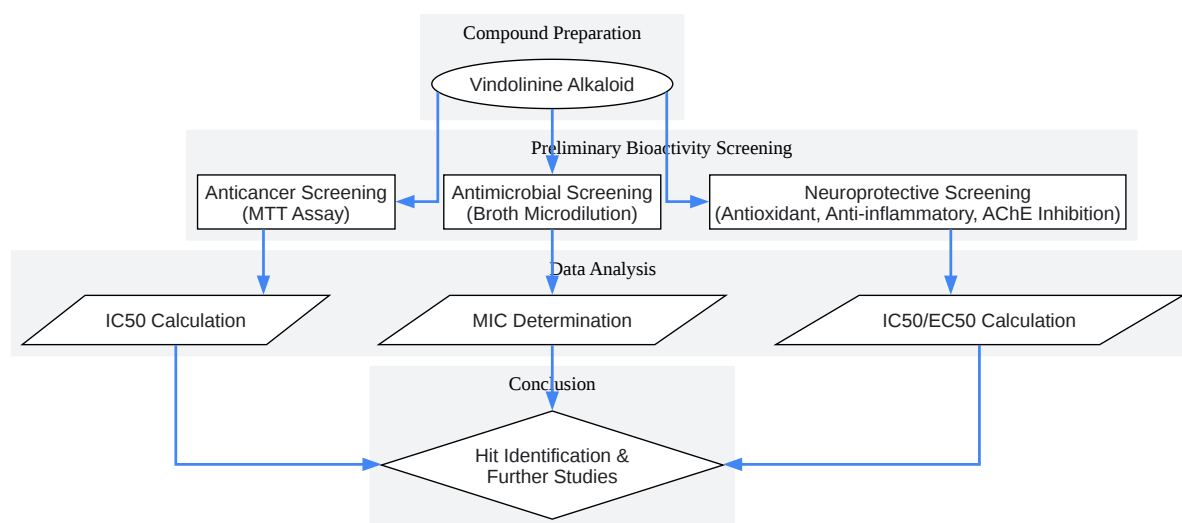 Compound Preparation
Vindolinine Alkaloid
Preliminary Bioactivity Screening
Anticancer Screening
(MTT Assay)
Antimicrobial Screening
(Broth Microdilution)
Neuroprotective Screening
(Antioxidant, Anti-inflammatory, AChE Inhibition)
Data Analysis
IC50 Calculation
MIC Determination
IC50/EC50 Calculation
Conclusion
Hit Identification &
Further Studies